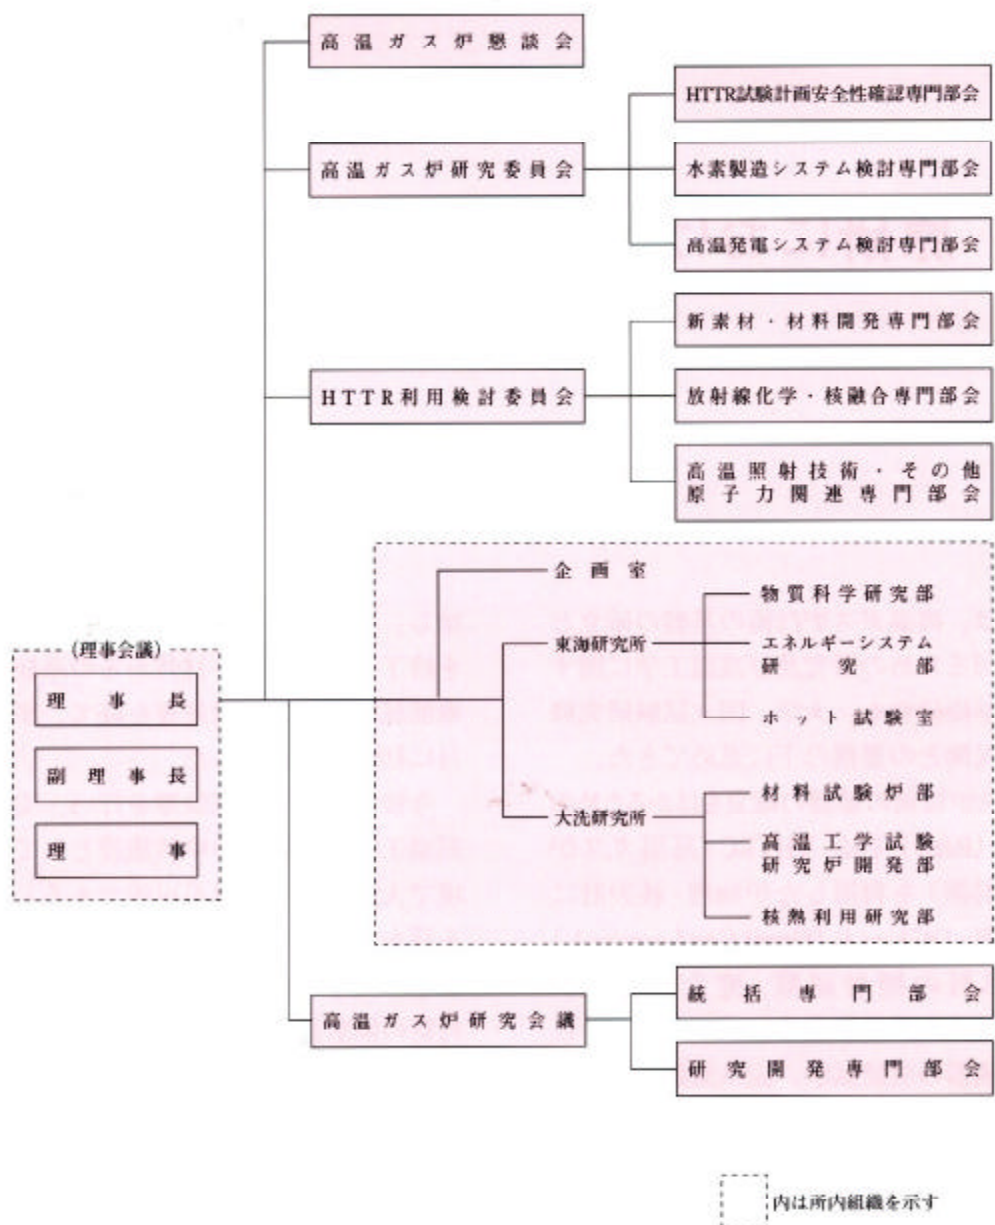 高温ガス炉懇談会
HTTR試験計画安全性確認専門部会
高温ガス炉研究委員会
水素製造システム検討専門部会
高温発電システム検討専門部会
新素材・材料開発専門部会
HTTR利用検討委員会
放射線化学・核融合専門部会
高温照射技術・その他
原子力関連専門部会
企画室
物質科学研究部
(理事会議)
東海研究所
エネルギーシステム
研究部
理事長
ホット試験室
副理事長
材料試験炉部
大洗研究所
高温工学試験
研究炉開発部
理事
核熱利用研究部
統括専門部会
高温ガス炉研究会議
研究開発専門部会
内は所内組織を示す